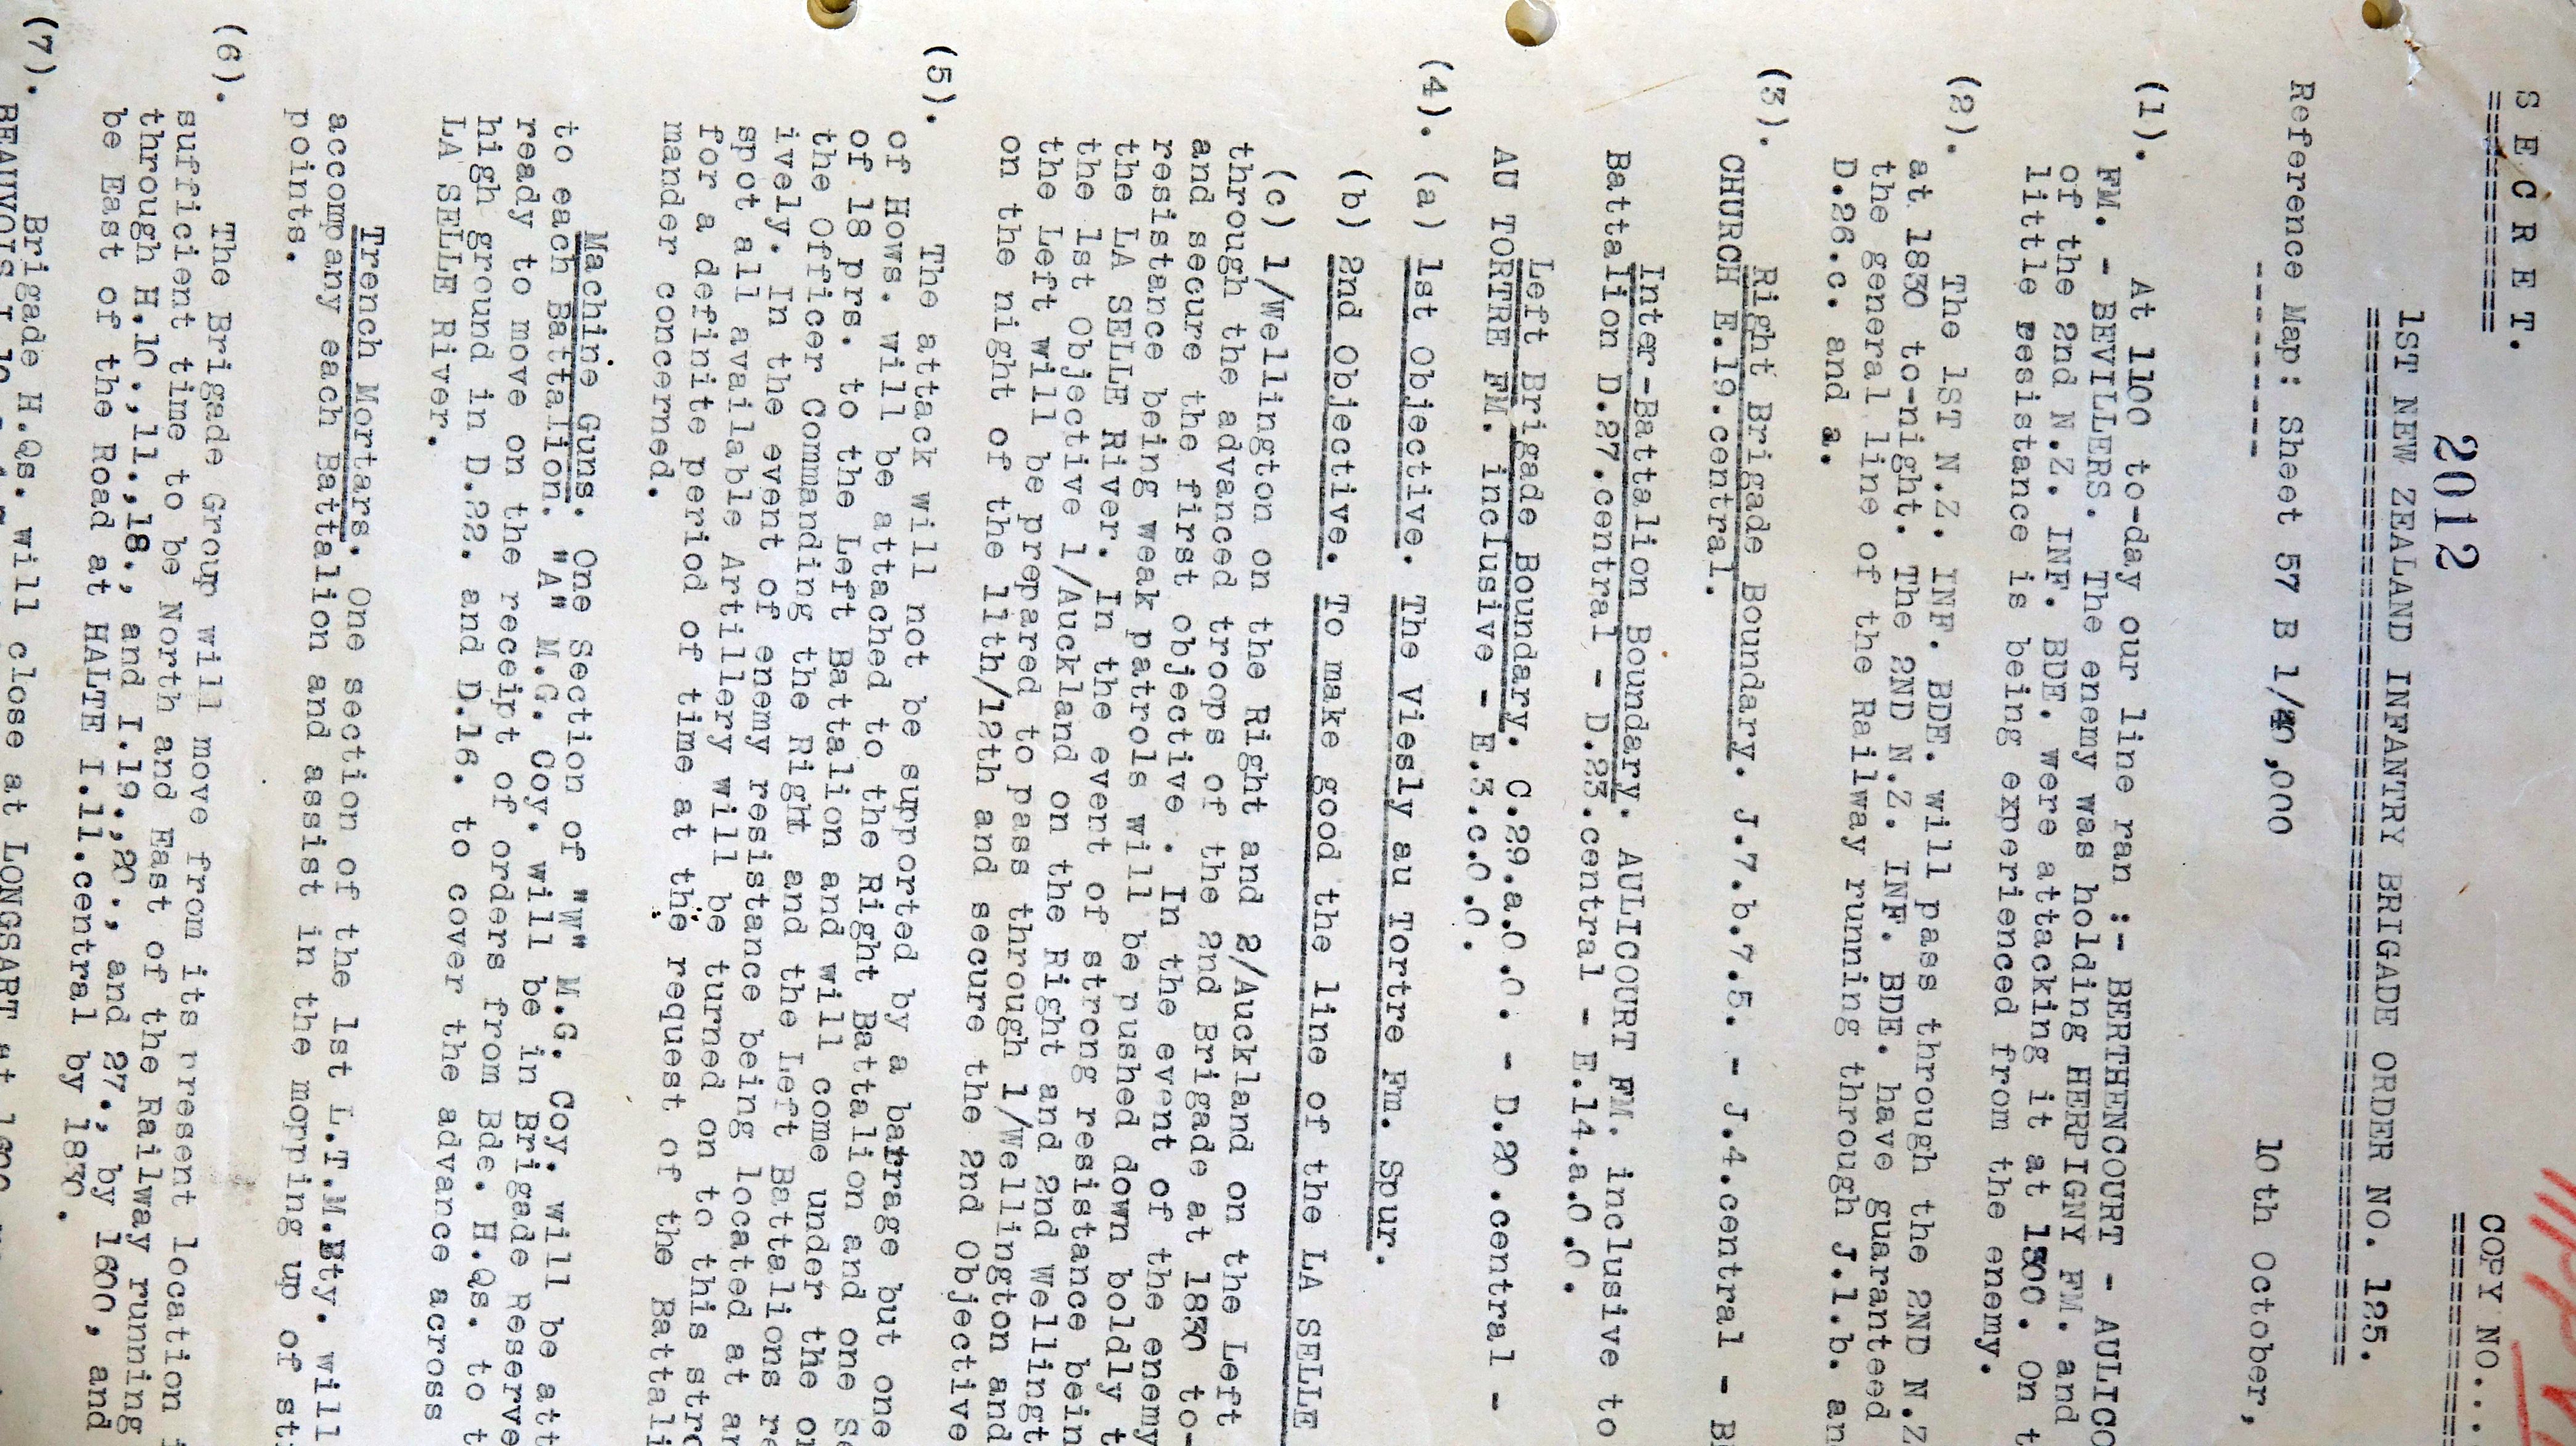 SECRET.
2012
COPY NO...
1ST NEW ZEALAND INFANTRY BRIGADE ORDER NO. 125.
Reference Map: Sheet 57 B 1/40,000
10th October,
(1). At 1100 to-day our line ran :- BERTHENCOURT - AULICO
FM. - BEVILLERS. The enemy was holding HERPIGNY FM. and
of the 2nd N.Z. INF. BDE. were attacking it at 1300. On t
little resistance is being experienced from the enemy.
(2). The 1ST N.Z. INF. BDE. will pass through the 2ND N.Z
at 1830 to-night. The 2ND N.Z. INF. BDE. have guaranteed
the general line of the Railway running through J.1.b. an
D.26.c. and a.
(3). Right Brigade Boundary. J.7.b.7.5. - J.4.central - B
CHURCH E.19.central.
Inter-Battalion Boundary. AULICOURT FM. inclusive to
Battalion D.27.central - D.23.central - E.14.a.0.0.
Left Brigade Boundary. C.29.a.0.0. - D.20.central -
AU TORTRE FM. inclusive - E.3.c.0.0.
(4). (a) 1st Objective. The Viesly au Tortre Fm. Spur.
(b) 2nd Objective. To make good the line of the LA SELLE
(c) 1/Wellington on the Right and 2/Auckland on the Left
through the advanced troops of the 2nd Brigade at 1830 to-
and secure the first objective . In the event of the enemy
resistance being weak patrols will be pushed down boldly t
the LA SELLE River. In the event of strong resistance bein
the 1st Objective 1/Auckland on the Right and 2nd Wellingt
the Left will be prepared to pass through 1/Wellington and
on the night of the 11th/12th and secure the 2nd Objective
(5). The attack will not be supported by a barrage but one
of Hows. will be attached to the Right Battalion and one Se
of 18 prs. to the Left Battalion and will come under the or
the Officer Commanding the Right and the Left Battalions re
ively. In the event of enemy resistance being located at an
spot all available Artillery will be turned on to this stro
for a definite period of time at the request of the Battali
mander concerned.
Machine Guns. One Section of "W" M.G. Coy. will be att
to each Battalion. "A" M.G. Coy. will be in Brigade Reserve
ready to move on the receipt of orders from Bde. H.Qs. to t
high ground in D.22. and D.16. to cover the advance across
LA SELLE River.
Trench Mortars. One section of the 1st L.T.M.Bty. will
accompany each Battalion and assist in the mopping up of st
points.
(6). The Brigade Group will move from its present location
sufficient time to be North and East of the Railway running
through H.10.,11.,18., and I.19.,20., and 27., by 1600, and
be East of the Road at HALTE I.11.central by 1830.
(7). Brigade H.Qs. will close at LONGSART at
BEAUVOIS